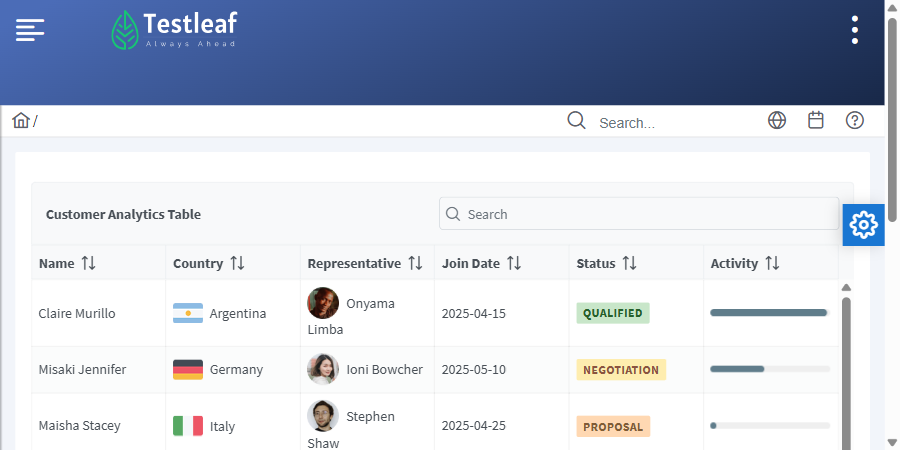 Testleaf
Always Ahead
/
Search...
Customer Analytics Table
Search
Name Country Representative Join Date Status Activity
Claire Murillo Argentina Onyama Limba 2025-04-15 QUALIFIED
Misaki Jennifer Germany Ioni Bowcher 2025-05-10 NEGOTIATION
Maisha Stacey Italy Stephen Shaw 2025-04-25 PROPOSAL